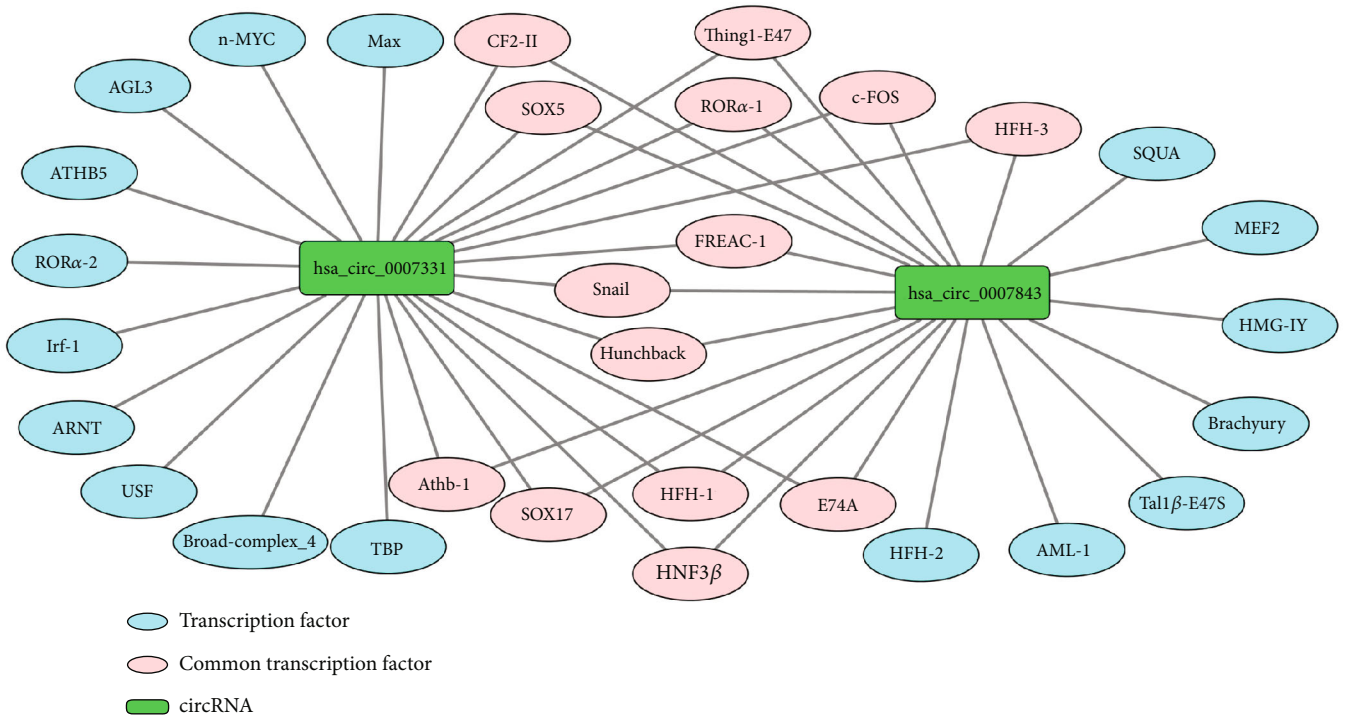 n-MYC
Max
CF2-II
Thing1-E47
AGL3
SOX5
RORα-1
c-FOS
HFH-3
SQUA
ATHB5
MEF2
RORα-2
hsa_circ_0007331
FREAC-1
Snail
hsa_circ_0007843
HMG-IY
Irf-1
Hunchback
ARNT
Brachyury
USF
Athb-1
SOX17
HFH-1
E74A
Tal1β-E47S
Broad-complex_4
TBP
HNF3β
HFH-2
AML-1
Transcription factor
Common transcription factor
circRNA